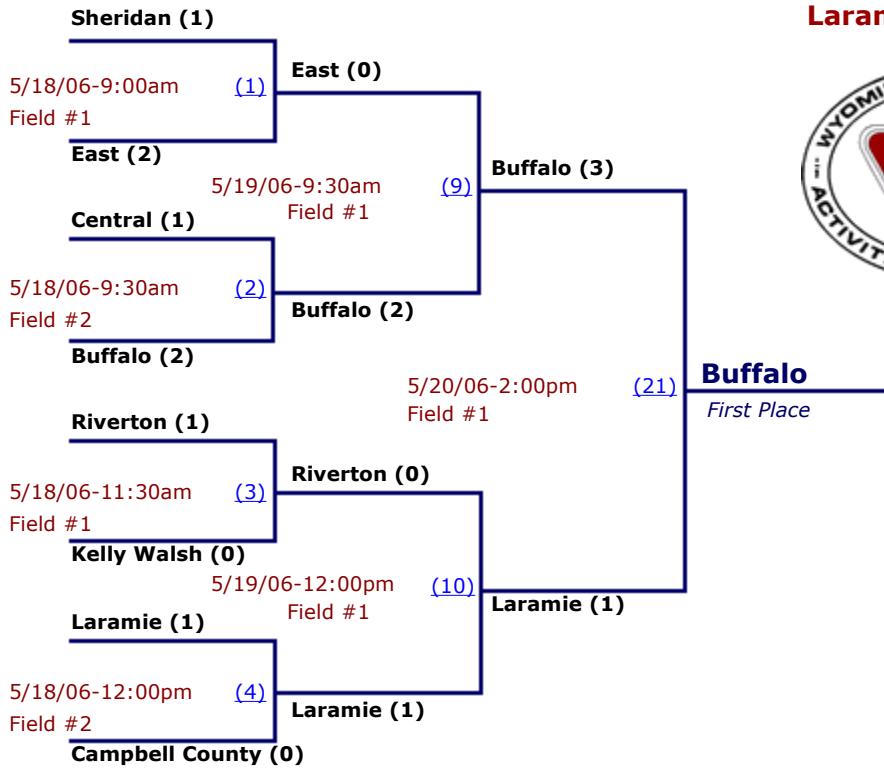 Sheridan (1)
5/18/06-9:00am
(1)
Field #1
East (2)
East (0)
5/19/06-9:30am
(9)
Field #1
Central (1)
5/18/06-9:30am
(2)
Field #2
Buffalo (2)
Buffalo (2)
Buffalo (3)
5/20/06-2:00pm
(21)
Field #1
Buffalo
First Place
Riverton (1)
5/18/06-11:30am
(3)
Field #1
Kelly Walsh (0)
Riverton (0)
5/19/06-12:00pm
(10)
Field #1
Laramie (1)
Laramie (1)
5/18/06-12:00pm
(4)
Field #2
Campbell County (0)
Laramie (1)